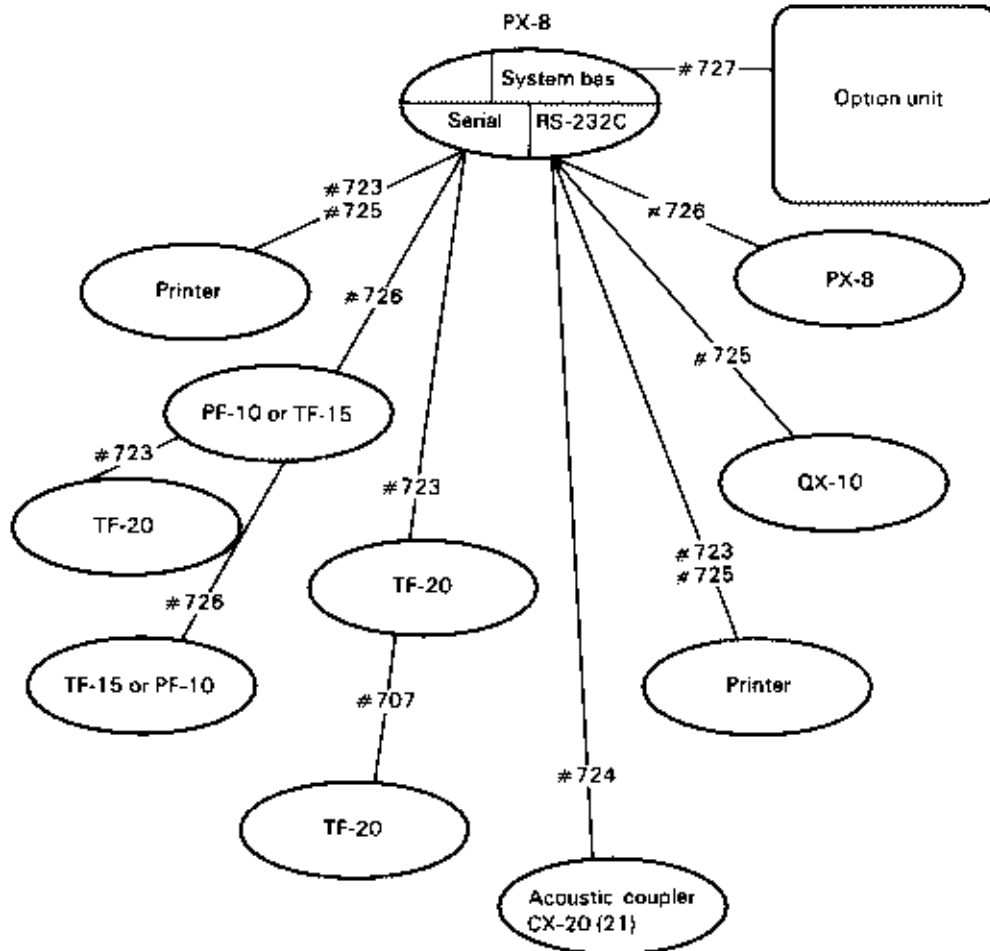 PX-8
System bas
Serial
RS-232C
#727
Option unit
#723
#725
Printer
#726
PX-8
#726
#725
PF-10 or TF-15
#723
QX-10
TF-20
#723
#723
#725
TF-20
#726
TF-15 or PF-10
Printer
#707
#724
TF-20
Acoustic coupler
CX-20 (21)